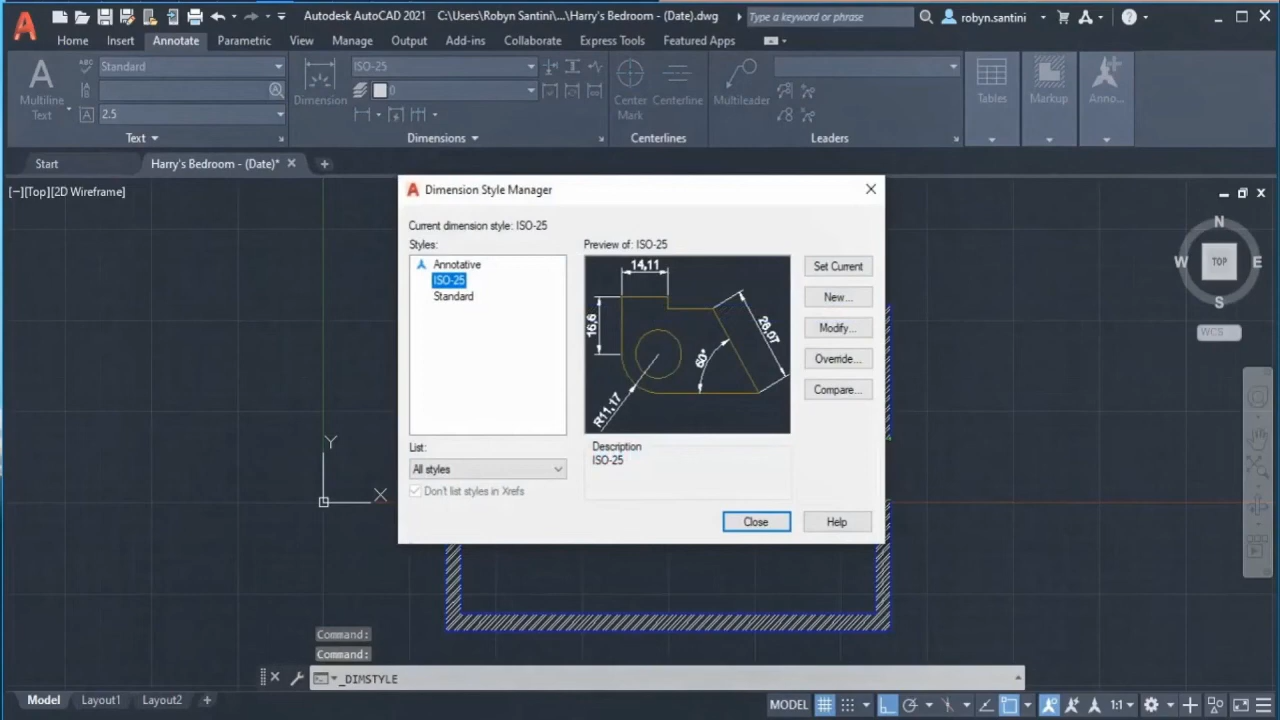 Autodesk AutoCAD 2021 C:\Users\Robyn Santini\...\Harry's Bedroom - (Date).dwg
Type a keyword or phrase
robyn.santini
Home Insert Annotate Parametric View Manage Output Add-ins Collaborate Express Tools Featured Apps
A
Multiline
Text
ABC
Standard
2.5
Text
Dimension
ISO-25
0
Dimensions
Center
Mark
Centerline
Centerlines
Multileader
Leaders
Tables
Markup
Anno...
Start
Harry's Bedroom - (Date)*
[−][Top][2D Wireframe]
Dimension Style Manager
Current dimension style: ISO-25
Styles:
Annotative
ISO-25
Standard
List:
All styles
Don't list styles in Xrefs
Preview of: ISO-25
14,11
16,6
26,07
60°
R11,17
Description
ISO-25
Set Current
New...
Modify...
Override...
Compare...
Close
Help
N
W TOP E
S
WCS
Y
X
Command:
Command:
_DIMSTYLE
Model Layout1 Layout2
MODEL
1:1